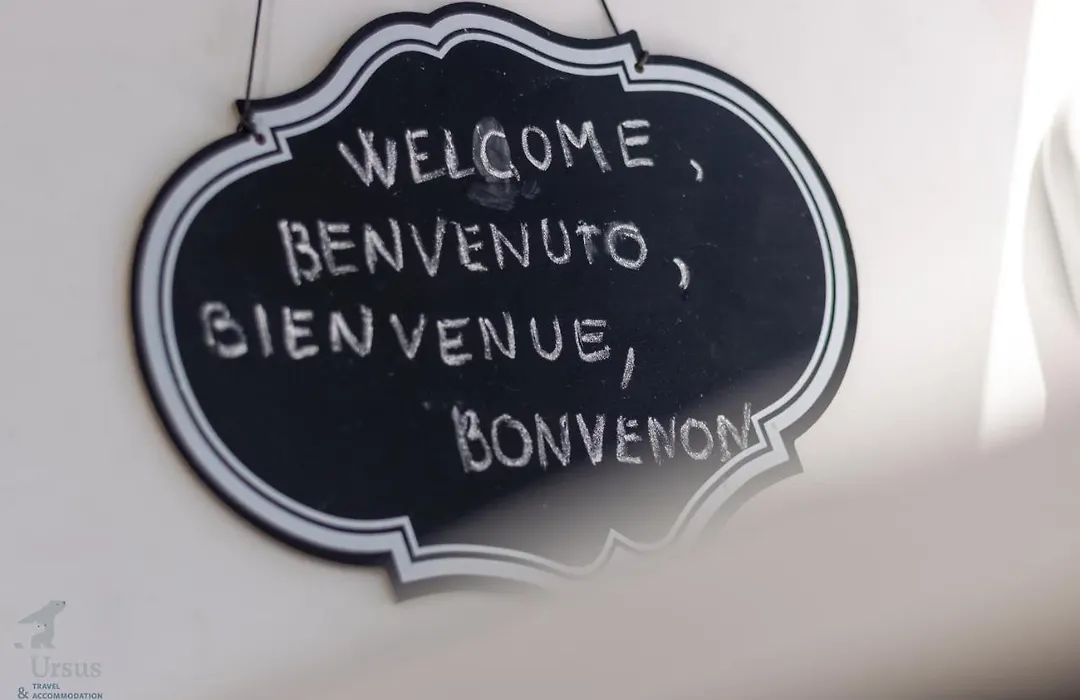 WELCOME,
BENVENUTO,
BIENVENUE,
BONVENON
Ursus
& TRAVEL
ACCOMMODATION